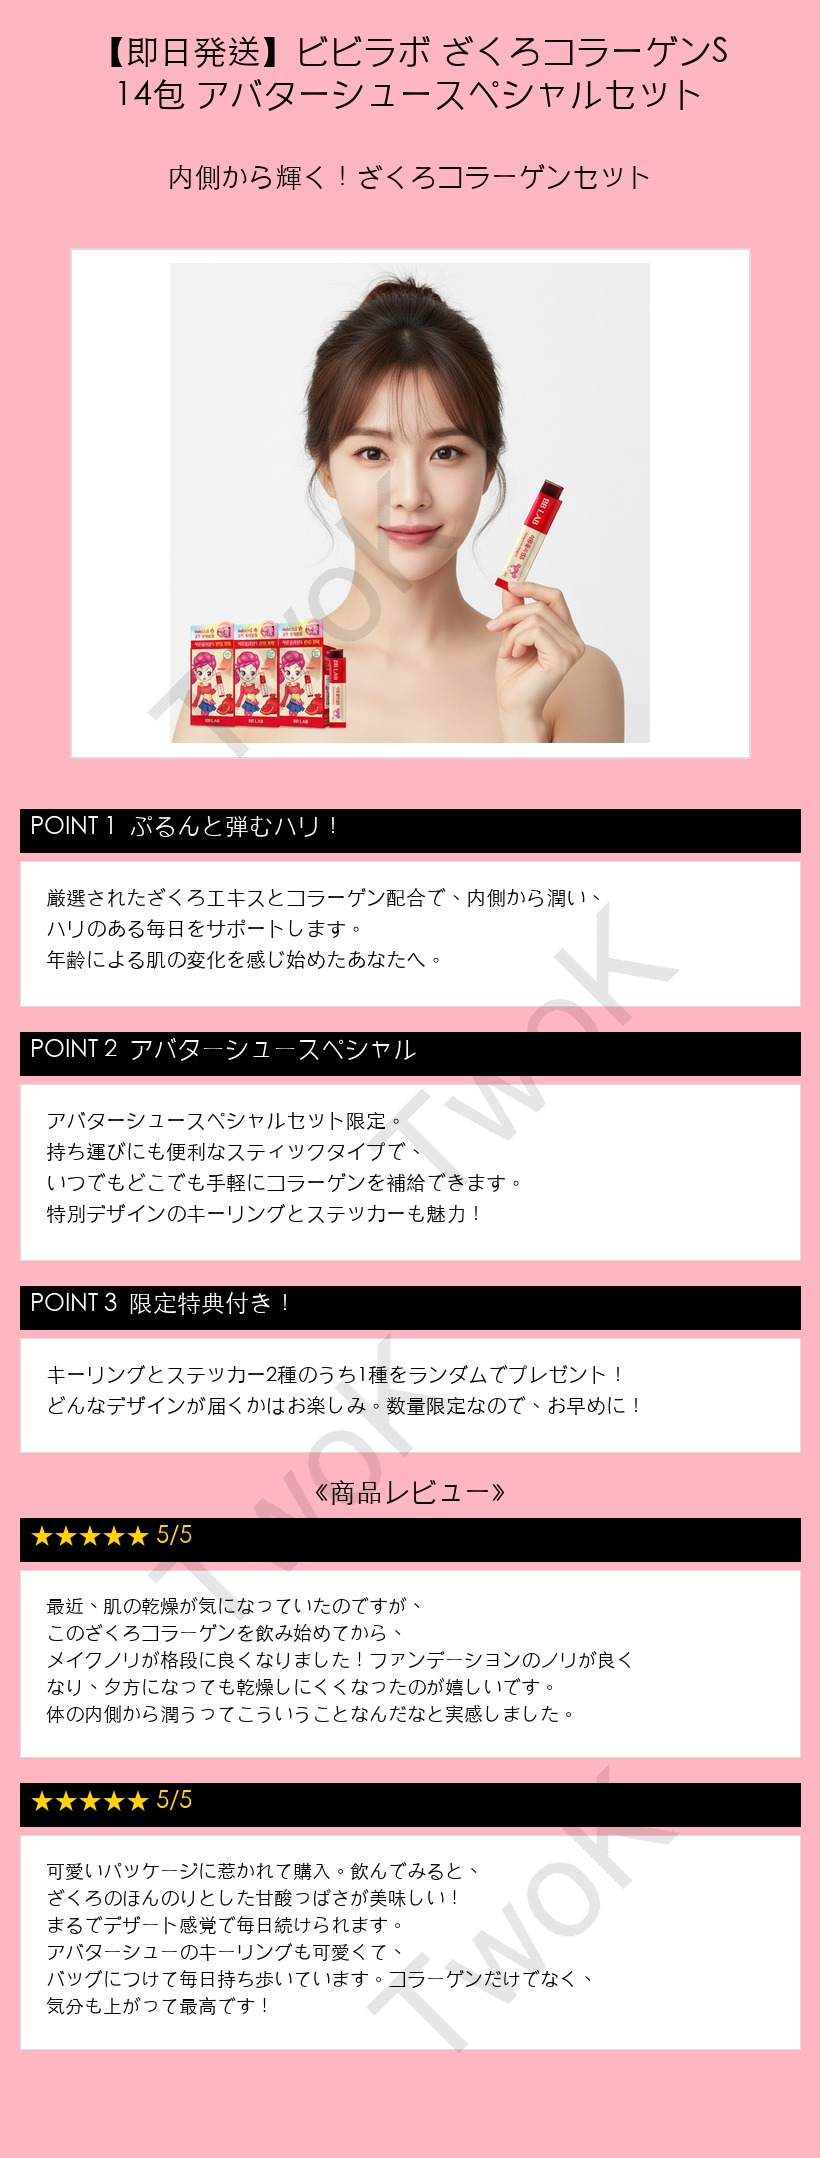 【即日発送】ビビラボ ざくろコラーゲンS
14包 アバターシュースペシャルセット
内側から輝く！ざくろコラーゲンセット
BB LAB
BB LAB
BB LAB
BB LAB
BB LAB
TwoK
POINT 1 ぷるんと弾むハリ！
厳選されたざくろエキスとコラーゲン配合で、内側から潤い、
ハリのある毎日をサポートします。
年齢による肌の変化を感じ始めたあなたへ。
TwoK
POINT 2 アバターシュースペシャル
アバターシュースペシャルセット限定。
持ち運びにも便利なスティックタイプで、
いつでもどこでも手軽にコラーゲンを補給できます。
特別デザインのキーリングとステッカーも魅力！
POINT 3 限定特典付き！
キーリングとステッカー2種のうち1種をランダムでプレゼント！
どんなデザインが届くかはお楽しみ。数量限定なので、お早めに！
TwoK
《商品レビュー》
★★★★★ 5/5
最近、肌の乾燥が気になっていたのですが、
このざくろコラーゲンを飲み始めてから、
メイクノリが格段に良くなりました！ファンデーションのノリが良く
なり、夕方になっても乾燥しにくくなったのが嬉しいです。
体の内側から潤うってこういうことなんだなと実感しました。
★★★★★ 5/5
可愛いパッケージに惹かれて購入。飲んでみると、
ざくろのほんのりとした甘酸っぱさが美味しい！
まるでデザート感覚で毎日続けられます。
アバターシューのキーリングも可愛くて、
バッグにつけて毎日持ち歩いています。コラーゲンだけでなく、
気分も上がって最高です！
TwoK